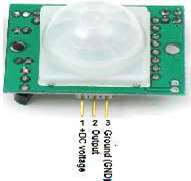 1 +DC voltage
2 Output
3 Ground (GND)